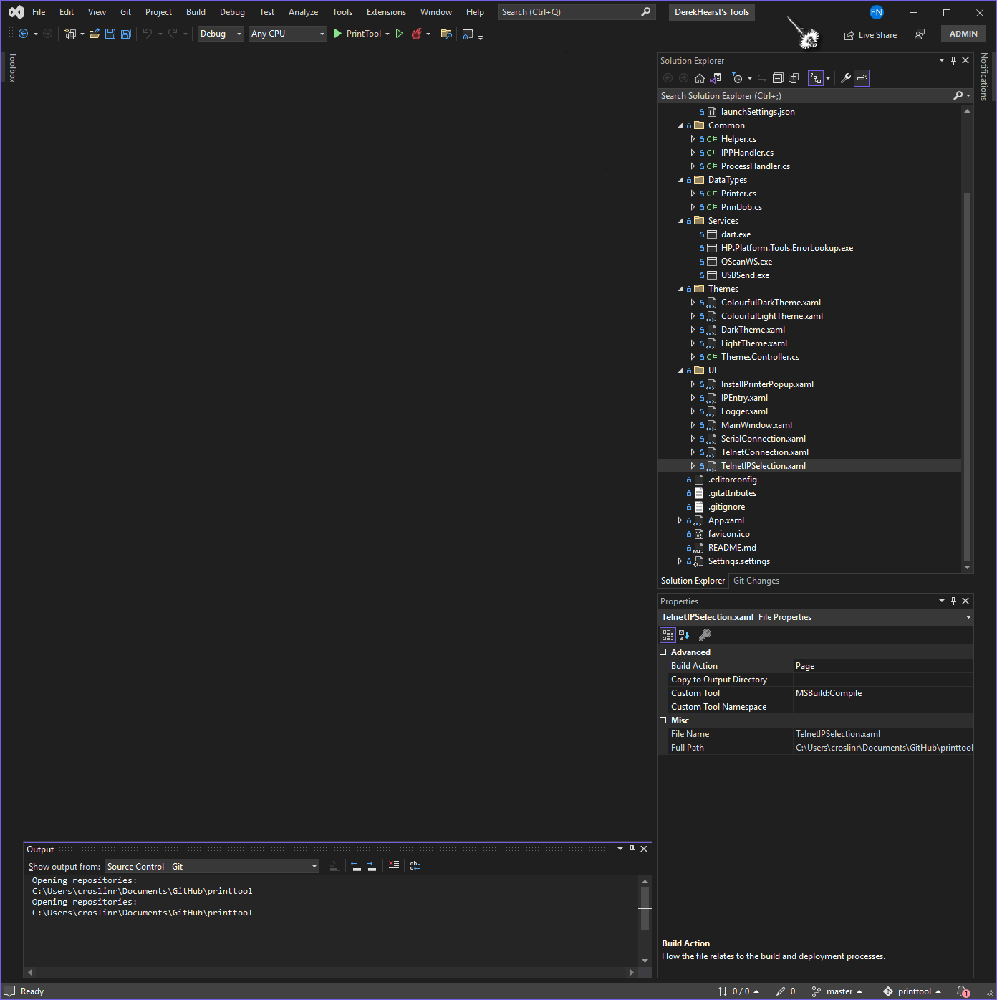 File Edit View Git Project Build Debug Test Analyze Tools Extensions Window Help Search (Ctrl+Q) DerekHearst's Tools FN
Debug Any CPU PrintTool Live Share ADMIN
Toolbox
Notifications
Solution Explorer
Search Solution Explorer (Ctrl+;)
launchSettings.json
Common
C# Helper.cs
C# IPPHandler.cs
C# ProcessHandler.cs
DataTypes
C# Printer.cs
C# PrintJob.cs
Services
dart.exe
HP.Platform.Tools.ErrorLookup.exe
QScanWS.exe
USBSend.exe
Themes
ColourfulDarkTheme.xaml
ColourfulLightTheme.xaml
DarkTheme.xaml
LightTheme.xaml
C# ThemesController.cs
UI
InstallPrinterPopup.xaml
IPEntry.xaml
Logger.xaml
MainWindow.xaml
SerialConnection.xaml
TelnetConnection.xaml
TelnetIPSelection.xaml
.editorconfig
.gitattributes
.gitignore
App.xaml
favicon.ico
README.md
Settings.settings
Solution Explorer Git Changes
Properties
TelnetIPSelection.xaml File Properties
Advanced
Build Action Page
Copy to Output Directory
Custom Tool MSBuild:Compile
Custom Tool Namespace
Misc
File Name TelnetIPSelection.xaml
Full Path C:\Users\croslinr\Documents\GitHub\printtool
Build Action
How the file relates to the build and deployment processes.
Output
Show output from: Source Control - Git
Opening repositories:
C:\Users\croslinr\Documents\GitHub\printtool
Opening repositories:
C:\Users\croslinr\Documents\GitHub\printtool
Ready 0 / 0 0 master printtool 1